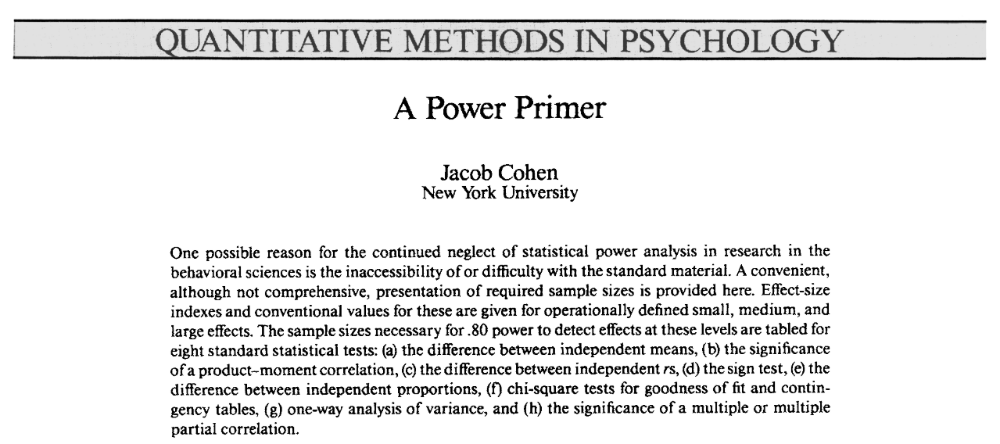 QUANTITATIVE METHODS IN PSYCHOLOGY
A Power Primer
Jacob Cohen
New York University
One possible reason for the continued neglect of statistical power analysis in research in the
behavioral sciences is the inaccessibility of or difficulty with the standard material. A convenient,
although not comprehensive, presentation of required sample sizes is provided here. Effect-size
indexes and conventional values for these are given for operationally defined small, medium, and
large effects. The sample sizes necessary for .80 power to detect effects at these levels are tabled for
eight standard statistical tests: (a) the difference between independent means, (b) the significance
of a product–moment correlation, (c) the difference between independent rs, (d) the sign test, (e) the
difference between independent proportions, (f) chi-square tests for goodness of fit and contin-
gency tables, (g) one-way analysis of variance, and (h) the significance of a multiple or multiple
partial correlation.